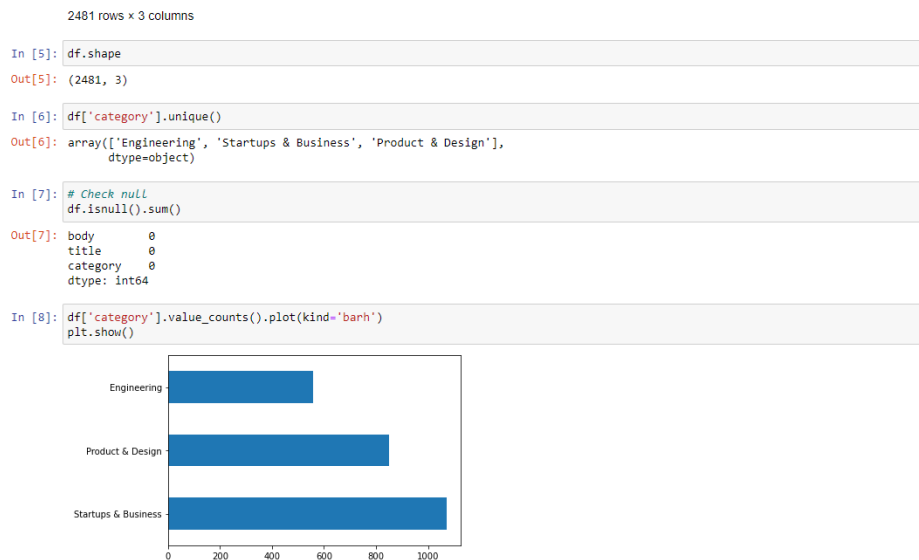 2481 rows × 3 columns
In [5]: df.shape
Out[5]: (2481, 3)
In [6]: df['category'].unique()
Out[6]: array(['Engineering', 'Startups & Business', 'Product & Design'],
      dtype=object)
In [7]: # Check null
df.isnull().sum()
Out[7]: body        0
title       0
category    0
dtype: int64
In [8]: df['category'].value_counts().plot(kind='barh')
plt.show()
Engineering
Product & Design
Startups & Business
0 200 400 600 800 1000